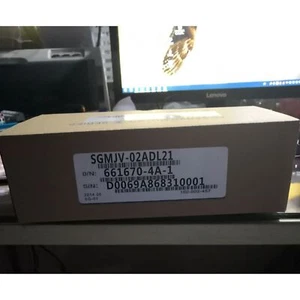 Lenovo
SGMJV-02ADL21
O/N: 661670-4A-1
S/N: D0069A868310001